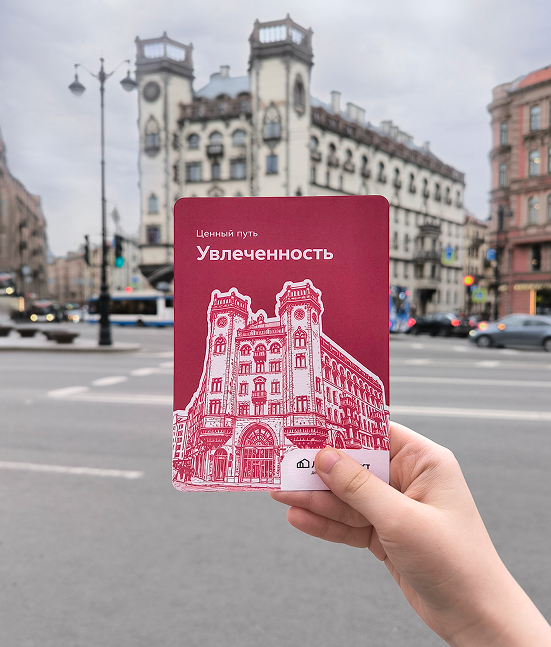 Ценный путь
Увлеченность